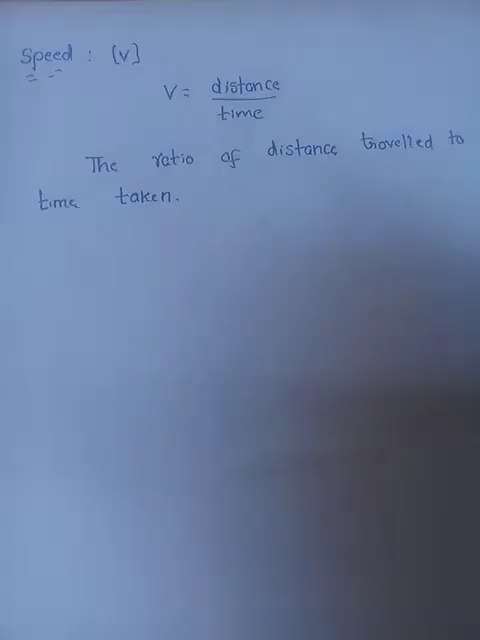 Speed : [v]
V = distance
time
The ratio of distance travelled to
time taken.